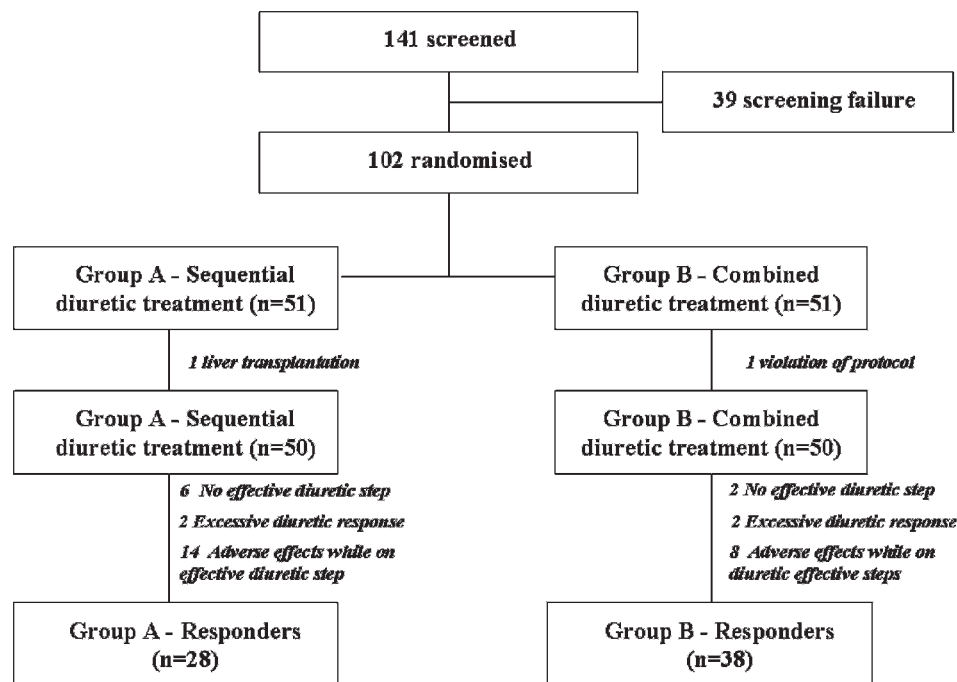 141 screened
39 screening failure
102 randomised
Group A - Sequential
diuretic treatment (n=51)
Group B - Combined
diuretic treatment (n=51)
1 liver transplantation
1 violation of protocol
Group A - Sequential
diuretic treatment (n=50)
Group B - Combined
diuretic treatment (n=50)
6 No effective diuretic step
2 Excessive diuretic response
14 Adverse effects while on
effective diuretic step
2 No effective diuretic step
2 Excessive diuretic response
8 Adverse effects while on
diuretic effective steps
Group A - Responders
(n=28)
Group B - Responders
(n=38)